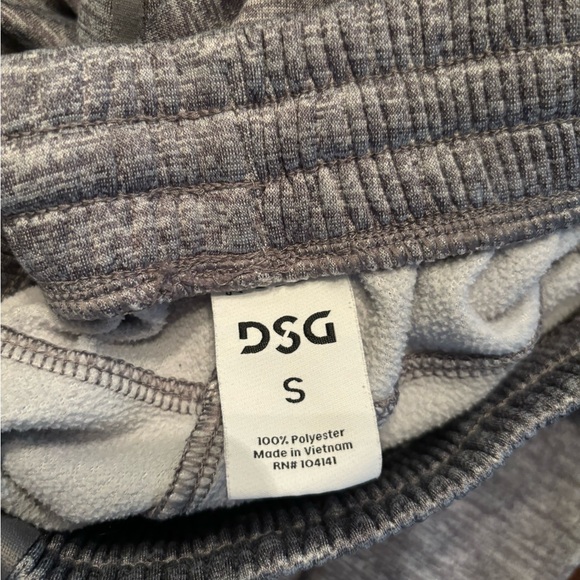 DSG
S
100% Polyester
Made in Vietnam
RN# 104141